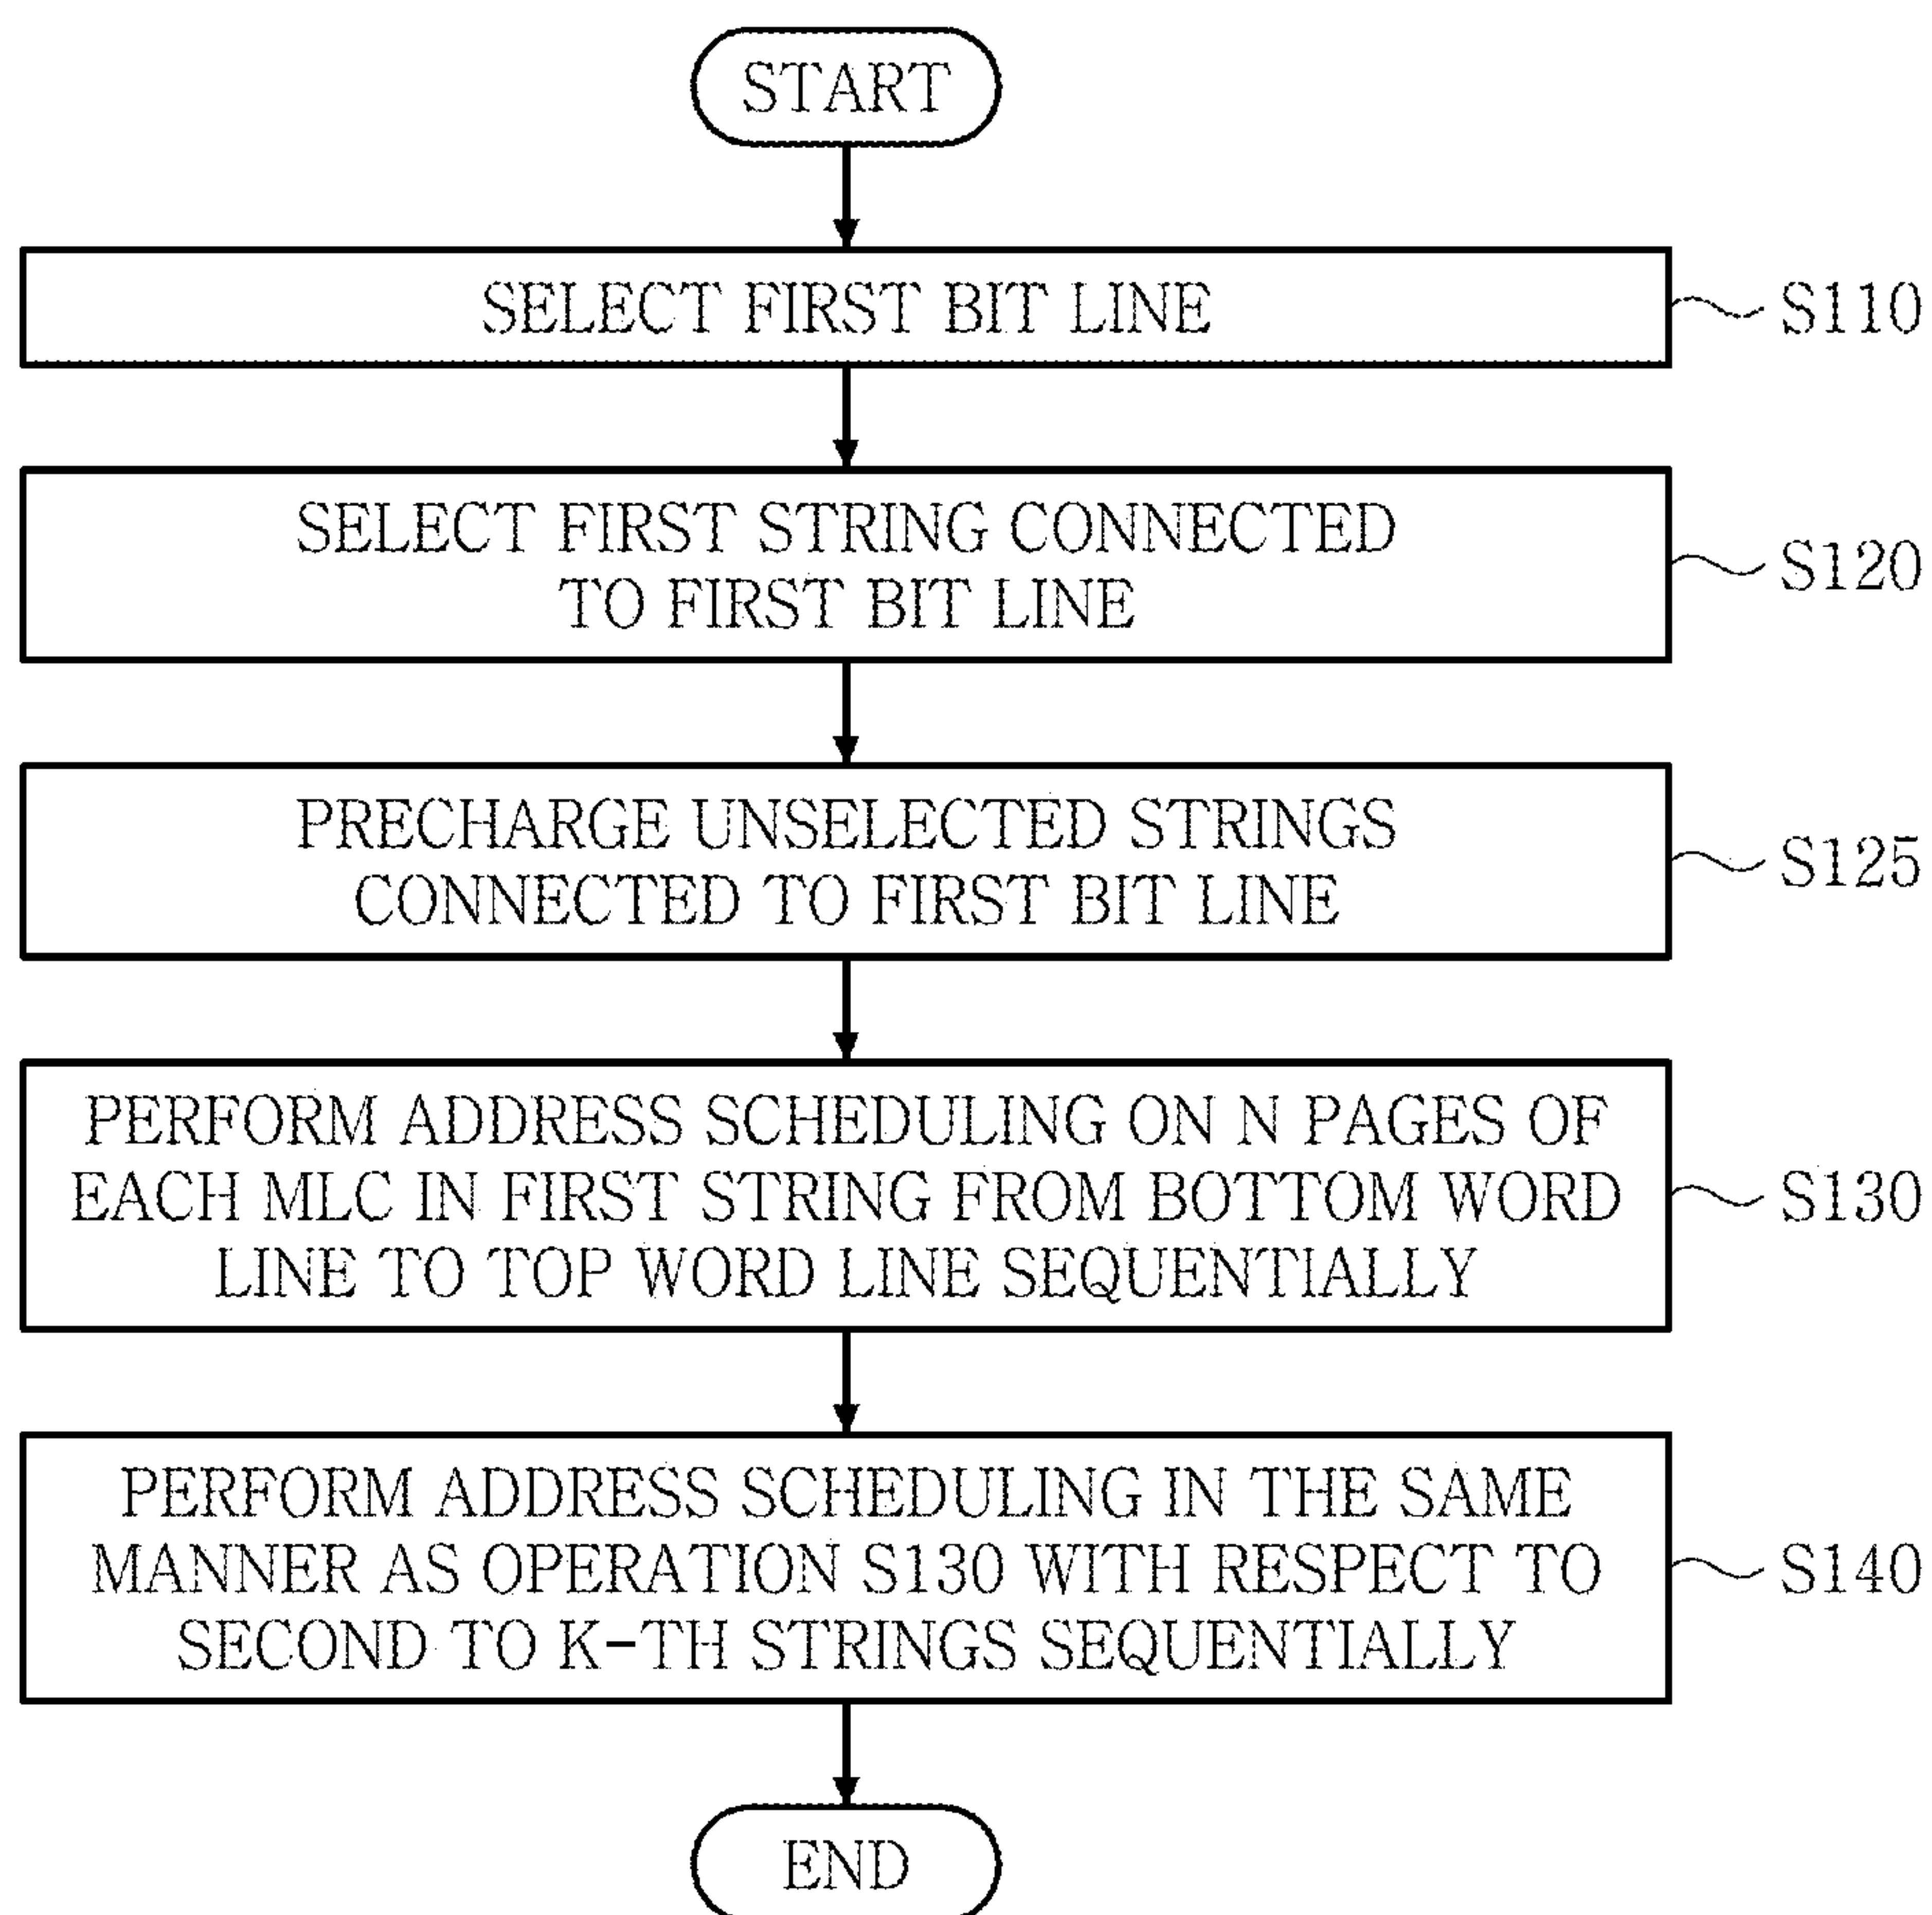 START
SELECT FIRST BIT LINE
S110
SELECT FIRST STRING CONNECTED
TO FIRST BIT LINE
S120
PRECHARGE UNSELECTED STRINGS
CONNECTED TO FIRST BIT LINE
S125
PERFORM ADDRESS SCHEDULING ON N PAGES OF
EACH MLC IN FIRST STRING FROM BOTTOM WORD
LINE TO TOP WORD LINE SEQUENTIALLY
S130
PERFORM ADDRESS SCHEDULING IN THE SAME
MANNER AS OPERATION S130 WITH RESPECT TO
SECOND TO K-TH STRINGS SEQUENTIALLY
S140
END